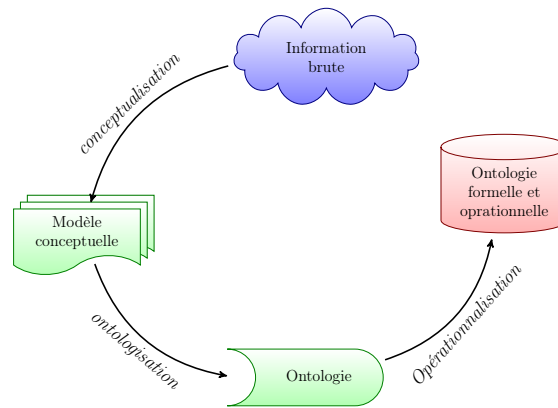 Information
brute
conceptualisation
Modèle
conceptuelle
Ontologie
formelle et
oprationnelle
ontologisation
Opérationnalisation
Ontologie